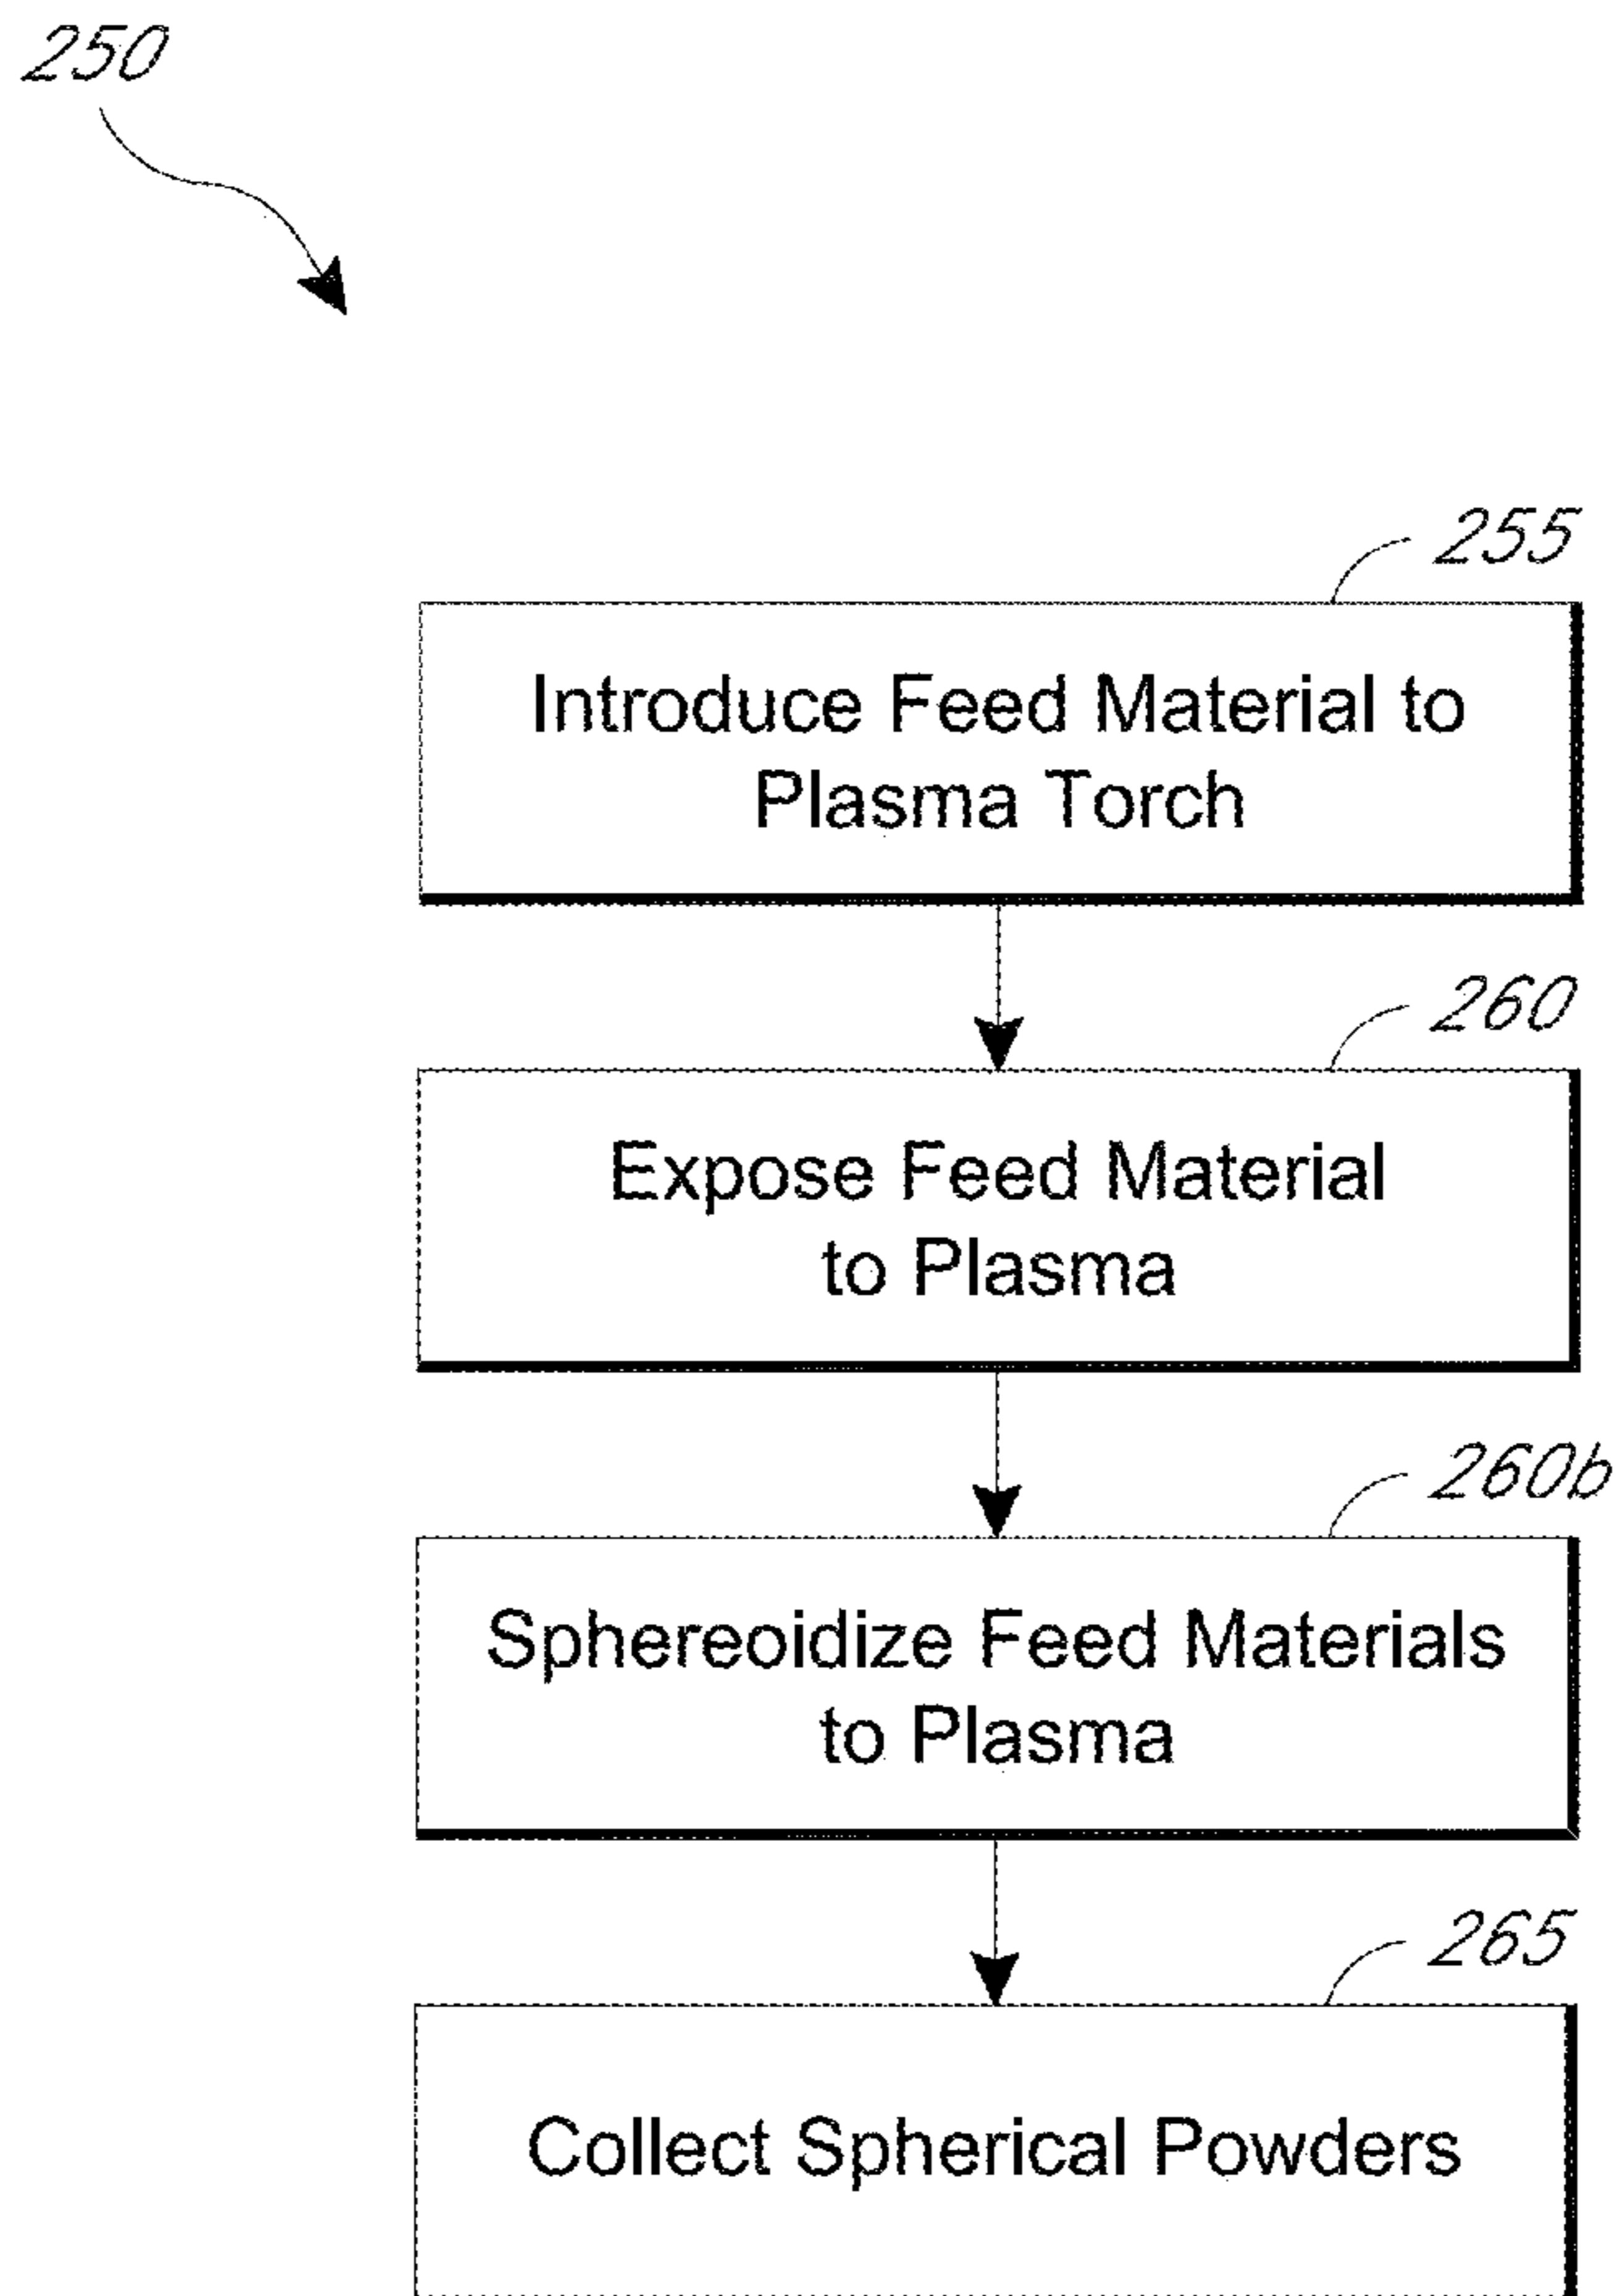 250
255
Introduce Feed Material to
Plasma Torch
260
Expose Feed Material
to Plasma
260b
Sphereoidize Feed Materials
to Plasma
265
Collect Spherical Powders